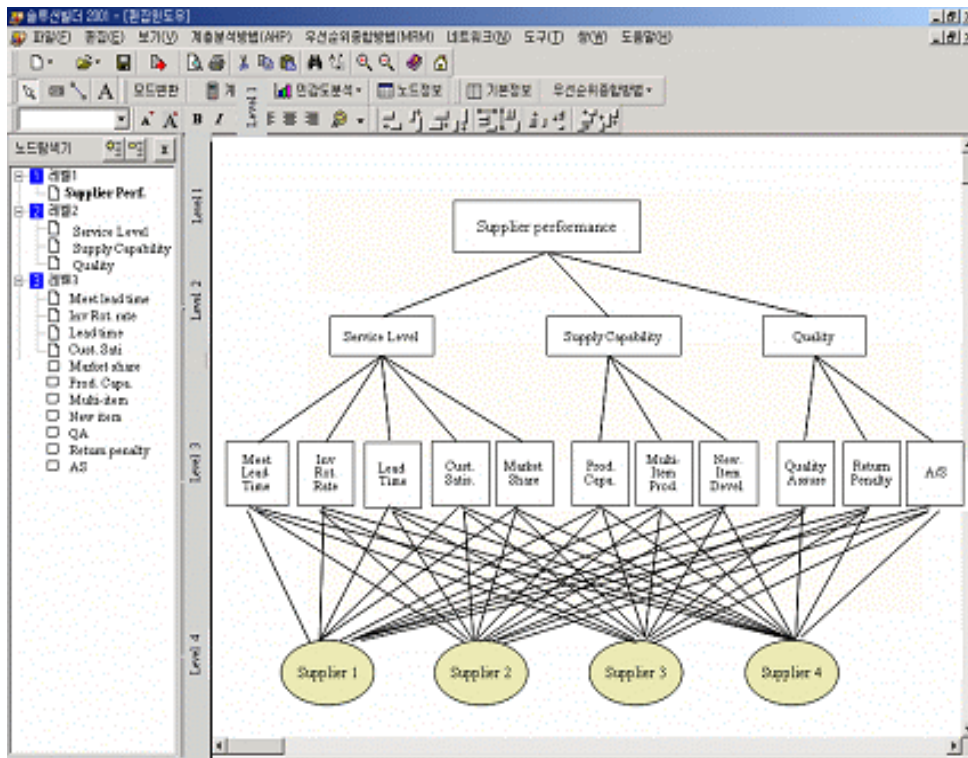 솔루션빌더 2001 - [편집윈도우]
파일(F) 편집(E) 보기(V) 계층분석방법(AHP) 우선순위종합방법(MRM) 네트워크(N) 도구(T) 창(W) 도움말(H)
A 모드변환 계 민감도분석 노드정보 기본정보 우선순위종합방법
Level 1
A A B I
노드탐색기 x
1 레벨1
Supplier Perf.
2 레벨2
Service Level
Supply Capability
Quality
3 레벨3
Meet lead time
Inv Rot. rate
Lead time
Cust. Sati
Market share
Prod. Capa.
Multi-item
New item
QA
Return penalty
AS
Level 1
Level 2
Level 3
Level 4
Supplier performance
Service Level
Supply Capability
Quality
Meet
Lead
Time
Inv
Rot.
Rate
Lead
Time
Cust.
Satis.
Market
Share
Prod.
Capa.
Multi-
Item
Prod.
New.
Item
Devel.
Quality
Assure
Return
Penalty
A/S
Supplier 1
Supplier 2
Supplier 3
Supplier 4